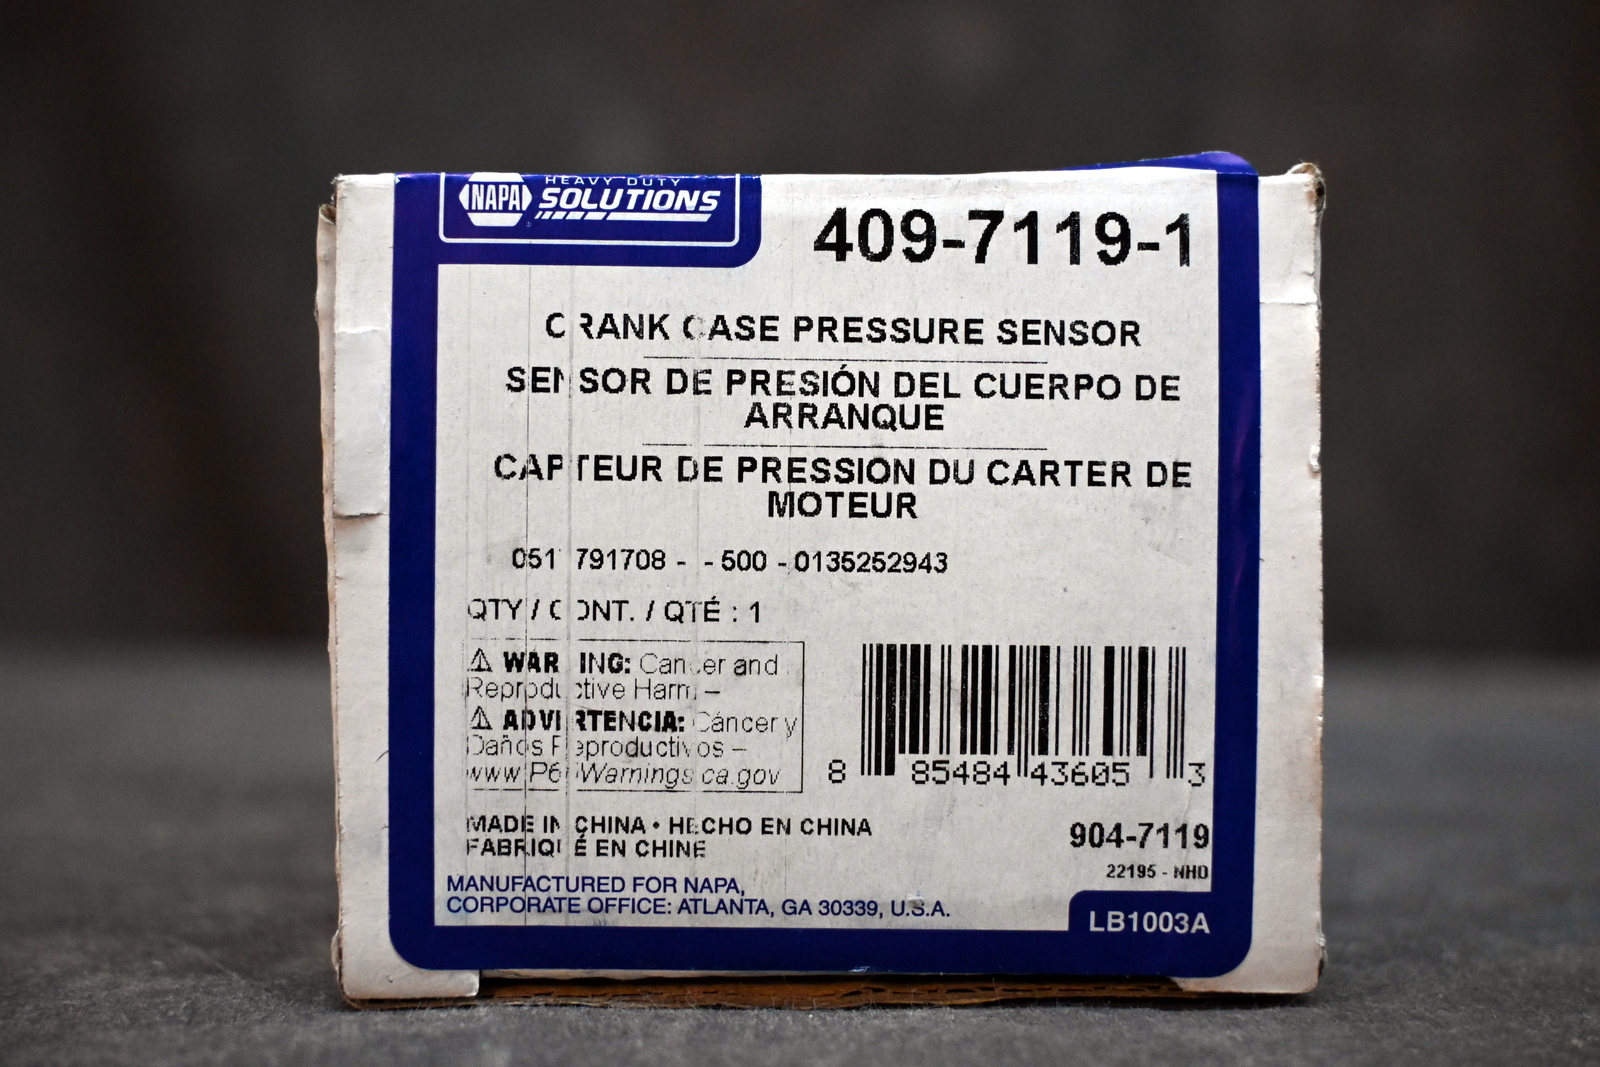 NAPA HEAVY DUTY SOLUTIONS
409-7119-1
CRANK CASE PRESSURE SENSOR
SENSOR DE PRESIÓN DEL CUERPO DE
ARRANQUE
CAPTEUR DE PRESSION DU CARTER DE
MOTEUR
- - 500 - 0135252943
QTY / CONT. / QTÉ : 1
⚠ WARNING: Cancer and
Reproductive Harm –
⚠ ADVERTENCIA: Cáncer y
Daños Reproductivos –
www.P65Warnings.ca.gov
8 85484 43605 3
MADE IN CHINA • HECHO EN CHINA
FABRIQUÉ EN CHINE
904-7119
22195 - NHD
MANUFACTURED FOR NAPA,
CORPORATE OFFICE: ATLANTA, GA 30339, U.S.A.
LB1003A